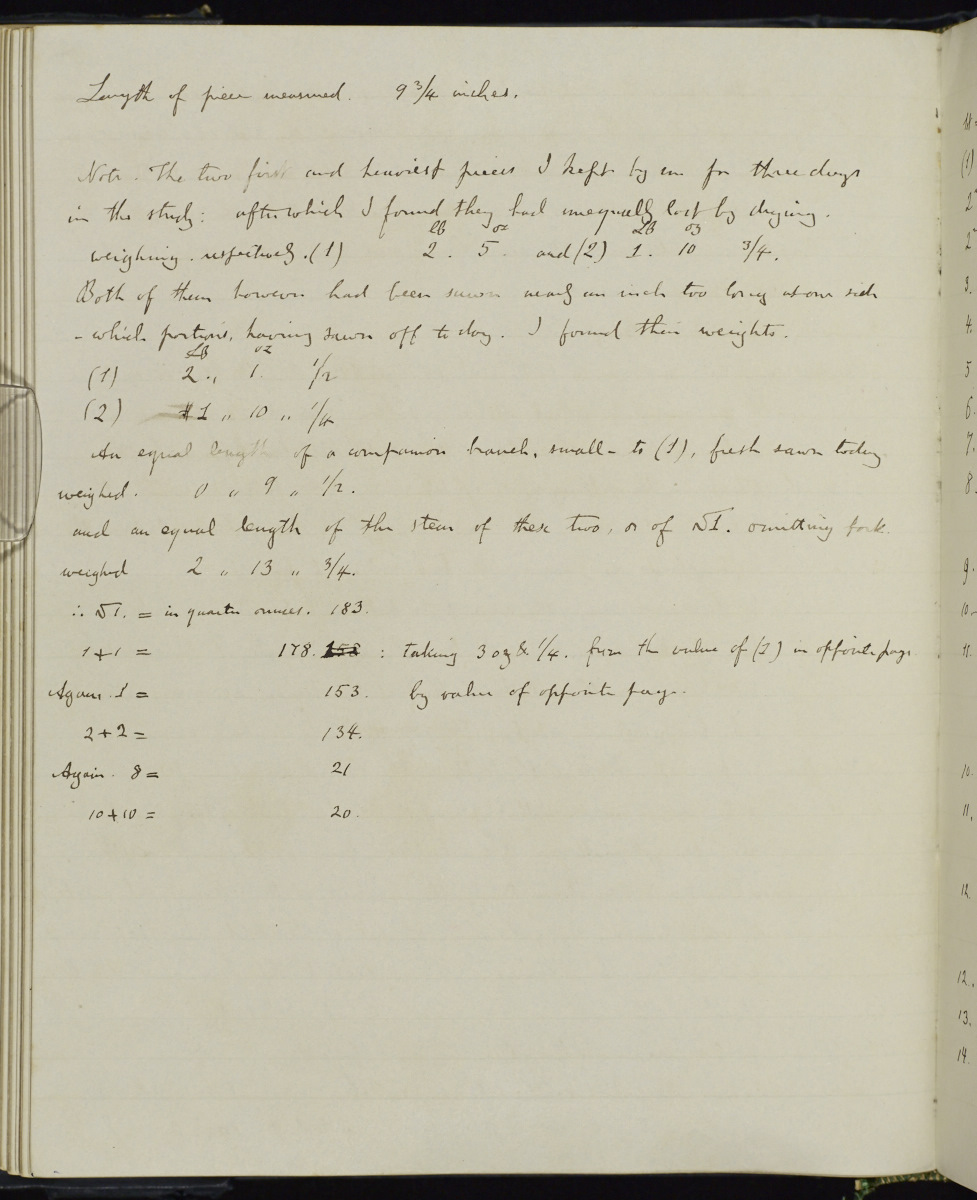 Length of piece measured. 9 3/4 inches.
Note. The two first and heaviest pieces I kept by me for three days
in the study: after which I found they had unequally lost by drying.
LB oz LB oz
weighing. respectively. (1) 2. 5. and (2) 1. 10 3/4.
Both of them however had been sawn nearly an inch too long at one side
- which portions, having sawn off to day. I found their weights.
LB oz
(1) 2 „ 1. 1/2
(2) 1 „ 10 „ 1/4
An equal length of a companion branch, small - to (1), fresh sawn today
weighed. 0 „ 9 „ 1/2.
and an equal length of the stem of these two, or of ST. omitting fork.
weighed 2 „ 13 „ 3/4.
∴ ST. = in quarter ounces. 183.
1+1 = 178. 158 : taking 3 oz & 1/4. from the value of (1) in opposite page.
Again. 1 = 153. by value of opposite page.
2+2 = 134.
Again. 8 = 21
10+10 = 20.
11.
(1)
2
2
3.
4.
5
6.
7.
8.
9.
10.
11.
10.
11.
12.
12.
13.
14.